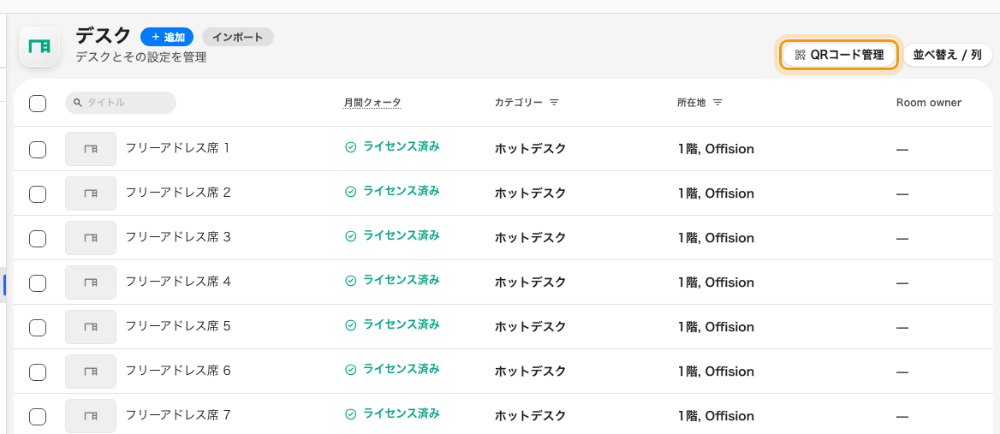 デスク
+ 追加
インポート
デスクとその設定を管理
QRコード管理
並べ替え / 列
タイトル
月間クォータ
カテゴリー
所在地
Room owner
フリーアドレス席 1 ライセンス済み ホットデスク 1階, Offision —
フリーアドレス席 2 ライセンス済み ホットデスク 1階, Offision —
フリーアドレス席 3 ライセンス済み ホットデスク 1階, Offision —
フリーアドレス席 4 ライセンス済み ホットデスク 1階, Offision —
フリーアドレス席 5 ライセンス済み ホットデスク 1階, Offision —
フリーアドレス席 6 ライセンス済み ホットデスク 1階, Offision —
フリーアドレス席 7 ライセンス済み ホットデスク 1階, Offision —